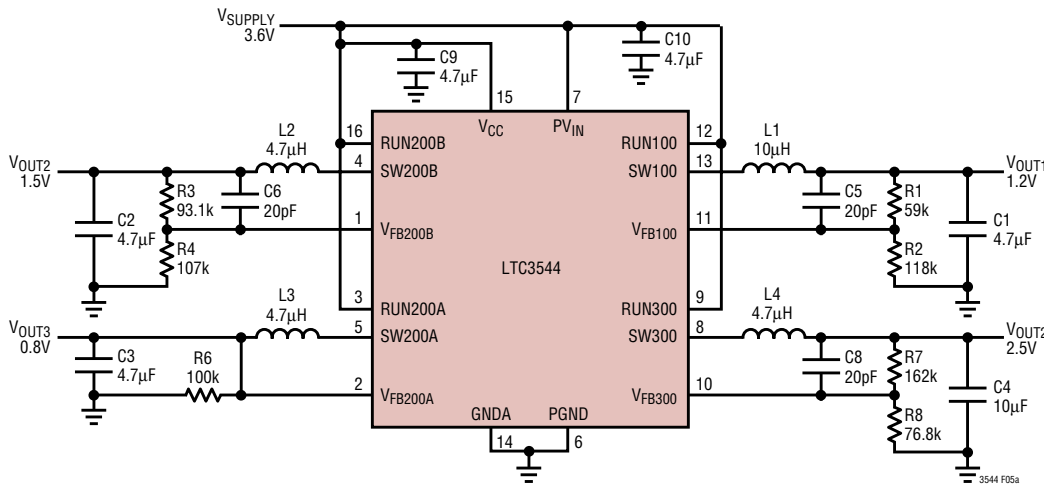 VSUPPLY
3.6V
C9
4.7µF
C10
4.7µF
15
7
VCC
PVIN
16
RUN200B
RUN100
12
L2
4.7µH
4
SW200B
SW100
13
L1
10µH
VOUT2
1.5V
VOUT1
1.2V
R3
93.1k
C6
20pF
C5
20pF
R1
59k
C2
4.7µF
1
VFB200B
VFB100
11
C1
4.7µF
R4
107k
R2
118k
LTC3544
L3
4.7µH
3
RUN200A
RUN300
9
L4
4.7µH
VOUT3
0.8V
5
SW200A
SW300
8
VOUT2
2.5V
C3
4.7µF
R6
100k
C8
20pF
R7
162k
2
VFB200A
VFB300
10
C4
10µF
R8
76.8k
GNDA
PGND
14
6
3544 F05a